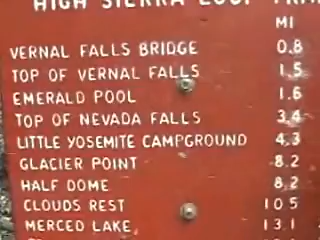 HIGH SIERRA LOOP TRAIL
MI
VERNAL FALLS BRIDGE 0.8
TOP OF VERNAL FALLS 1.5
EMERALD POOL 1.6
TOP OF NEVADA FALLS 3.4
LITTLE YOSEMITE CAMPGROUND 4.3
GLACIER POINT 8.2
HALF DOME 8.2
CLOUDS REST 10.5
MERCED LAKE 13.1